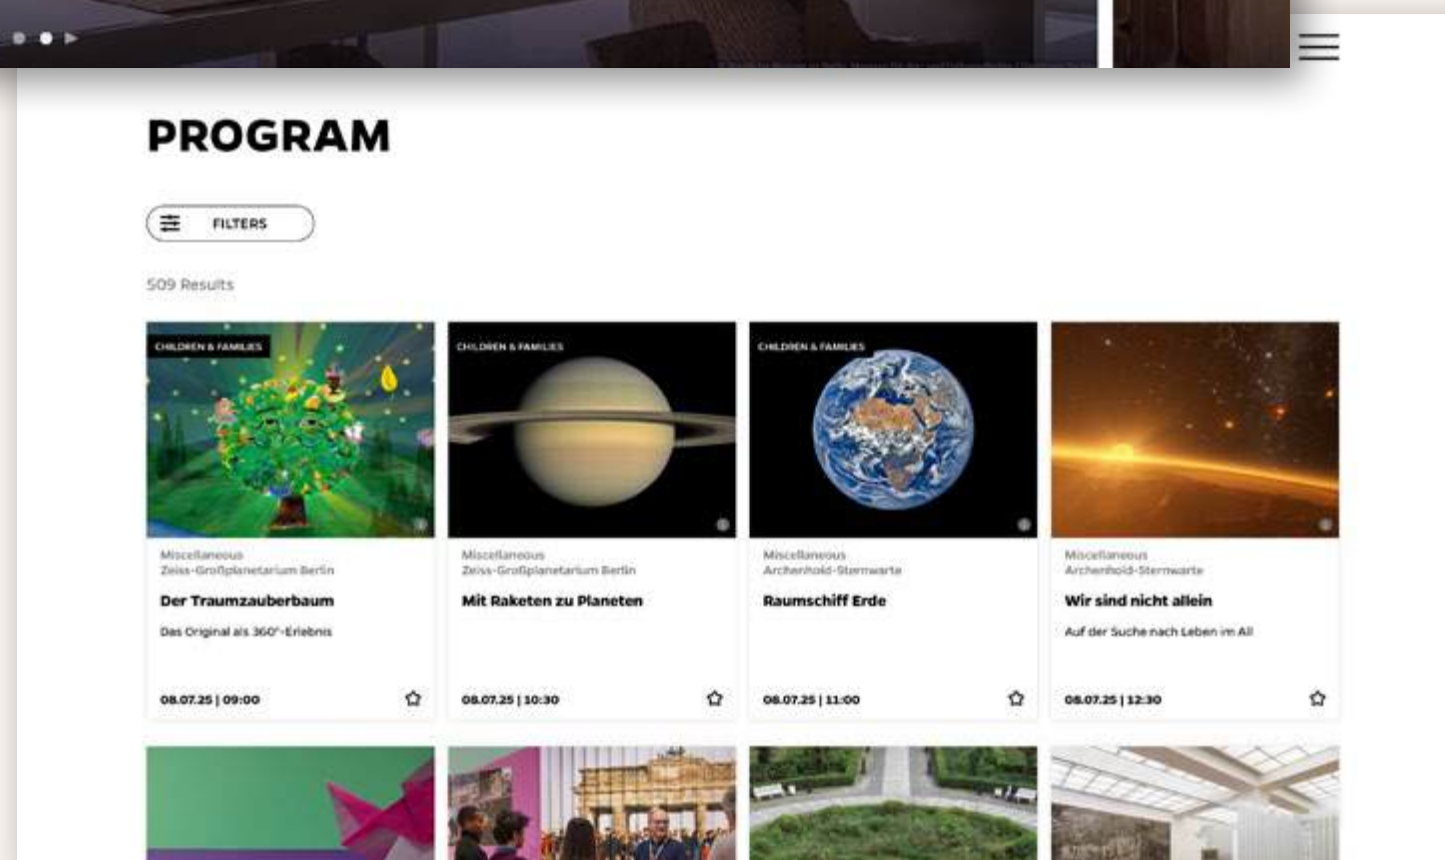 PROGRAM
FILTERS
509 Results
CHILDREN & FAMILIES
Miscellaneous
Zeiss-Großplanetarium Berlin
Der Traumzauberbaum
Das Original als 360°-Erlebnis
08.07.25 | 09:00
CHILDREN & FAMILIES
Miscellaneous
Zeiss-Großplanetarium Berlin
Mit Raketen zu Planeten
08.07.25 | 10:30
CHILDREN & FAMILIES
Miscellaneous
Archenhold-Sternwarte
Raumschiff Erde
08.07.25 | 11:00
Miscellaneous
Archenhold-Sternwarte
Wir sind nicht allein
Auf der Suche nach Leben im All
08.07.25 | 12:30